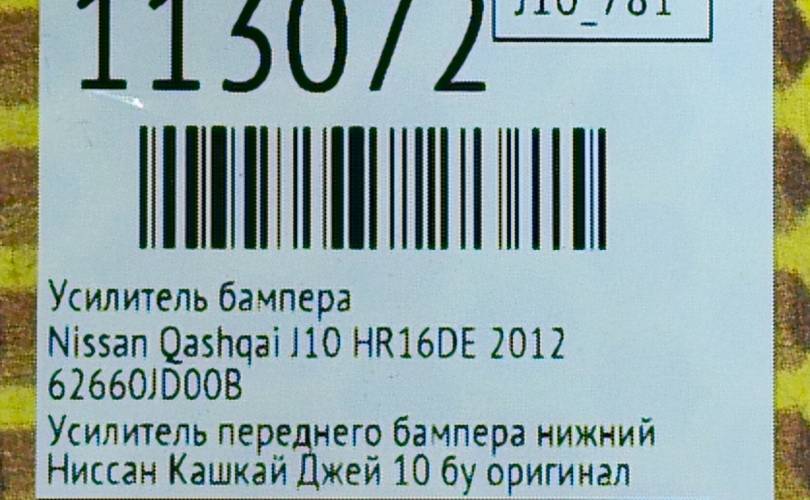 113072
J10_781
Усилитель бампера
Nissan Qashqai J10 HR16DE 2012
62660JD00B
Усилитель переднего бампера нижний
Ниссан Кашкай Джей 10 бу оригинал